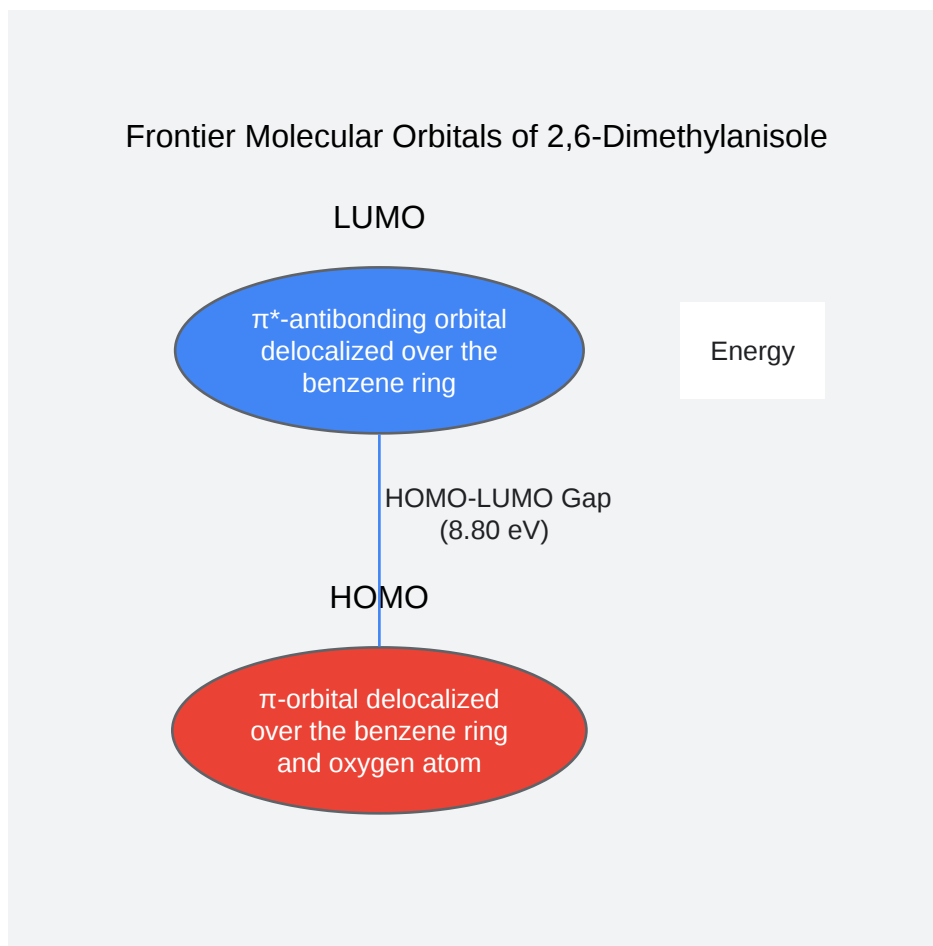 Frontier Molecular Orbitals of 2,6-Dimethylanisole
LUMO
π*-antibonding orbital
delocalized over the
benzene ring
Energy
HOMO-LUMO Gap
(8.80 eV)
HOMO
π-orbital delocalized
over the benzene ring
and oxygen atom